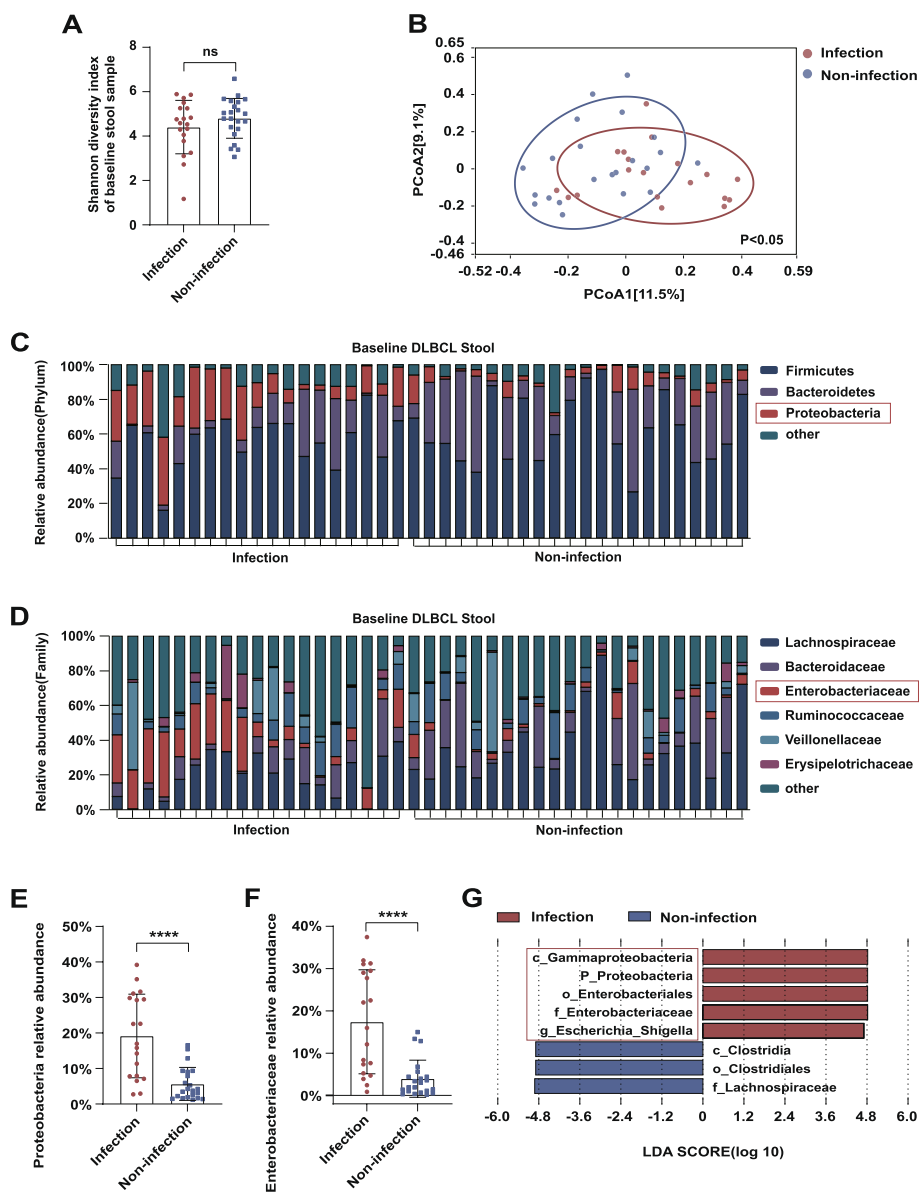 A
Shannon diversity index
of baseline stool sample
8
6
4
2
0
ns
Infection
Non-infection
B
PCoA2[9.1%]
0.65
0.6
0.4
0.2
0
-0.2
-0.4
-0.46
P<0.05
-0.52
-0.4
-0.2
0
0.2
0.4
0.59
PCoA1[11.5%]
Infection
Non-infection
C
Baseline DLBCL Stool
Relative abundance(Phylum)
100%
80%
60%
40%
20%
0%
Infection
Non-infection
Firmicutes
Bacteroidetes
Proteobacteria
other
D
Baseline DLBCL Stool
Relative abundance(Family)
100%
80%
60%
40%
20%
0%
Infection
Non-infection
Lachnospiraceae
Bacteroidaceae
Enterobacteriaceae
Ruminococcaceae
Veillonellaceae
Erysipelotrichaceae
other
E
Proteobacteria relative abundance
50%
40%
30%
20%
10%
0%
****
Infection
Non-infection
F
Enterobacteriaceae relative abundance
40%
30%
20%
10%
0%
****
Infection
Non-infection
G
Infection
Non-infection
c_Gammaproteobacteria
P_Proteobacteria
o_Enterobacteriales
f_Enterobacteriaceae
g_Escherichia_Shigella
c_Clostridia
o_Clostridiales
f_Lachnospiraceae
-6.0
-4.8
-3.6
-2.4
-1.2
0
1.2
2.4
3.6
4.8
6.0
LDA SCORE(log 10)